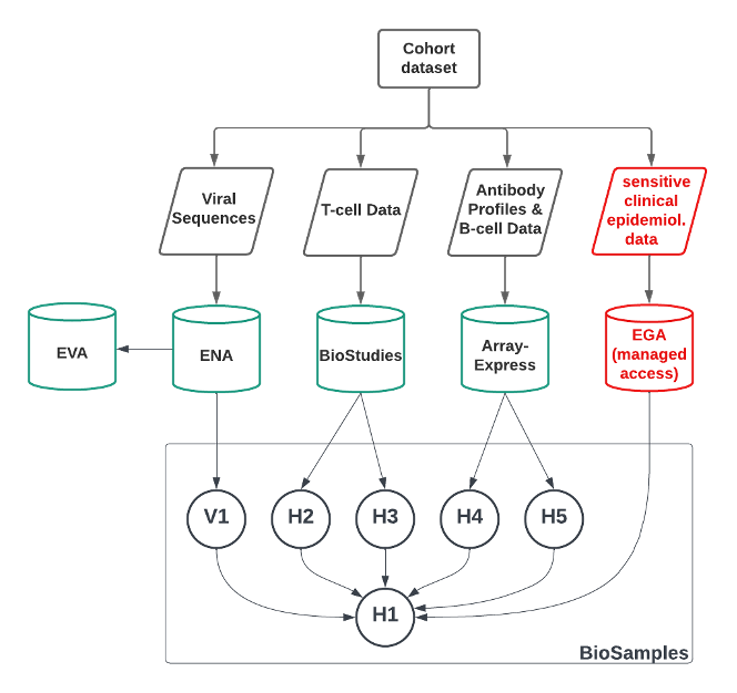 Cohort
dataset
Viral
Sequences
T-cell Data
Antibody
Profiles &
B-cell Data
sensitive
clinical
epidemiol.
data
EVA
ENA
BioStudies
Array-
Express
EGA
(managed
access)
V1
H2
H3
H4
H5
H1
BioSamples